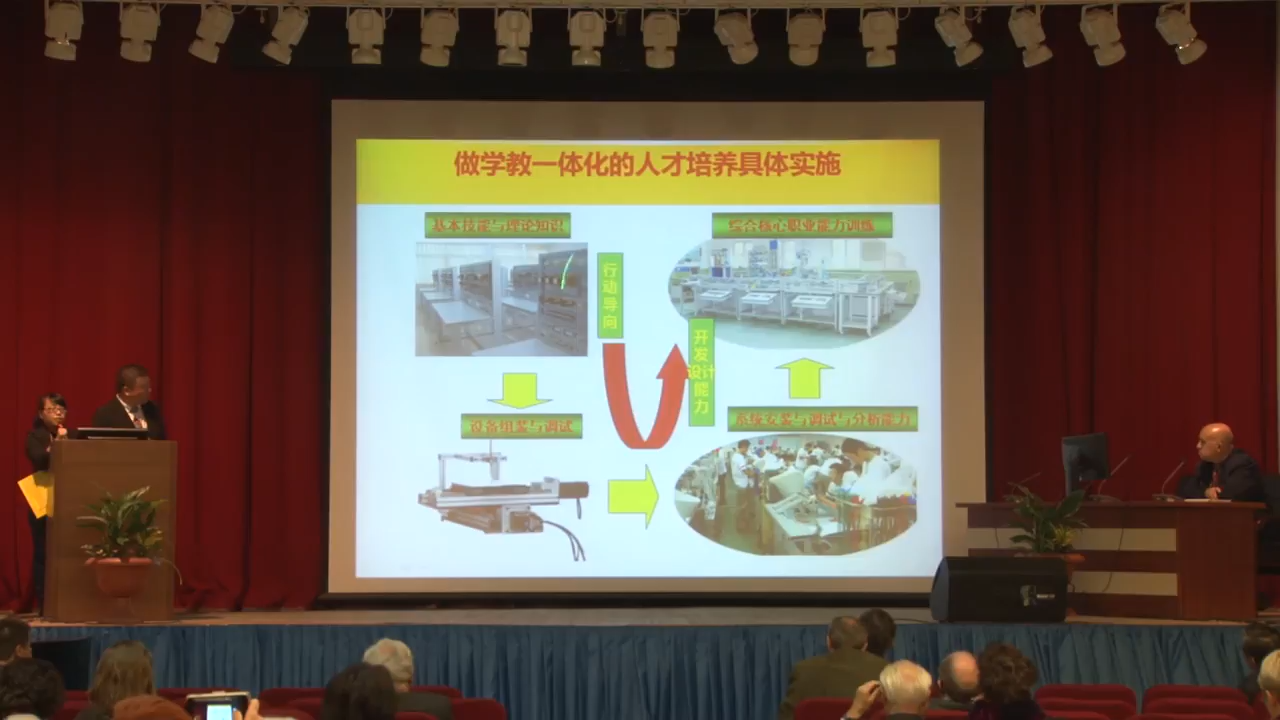 做学教一体化的人才培养具体实施
基本技能与理论知识
综合核心职业能力训练
行动导向
开发设计能力
设备组装与调试
系统安装与调试与分析能力